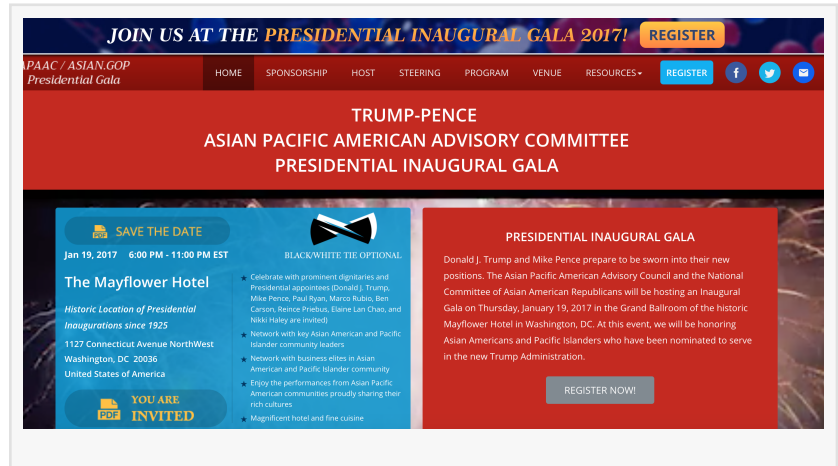 JOIN US AT THE PRESIDENTIAL INAUGURAL GALA 2017! REGISTER
APAAC / ASIAN.GOP
Presidential Gala
HOME SPONSORSHIP HOST STEERING PROGRAM VENUE RESOURCES REGISTER
TRUMP-PENCE
ASIAN PACIFIC AMERICAN ADVISORY COMMITTEE
PRESIDENTIAL INAUGURAL GALA
PDF SAVE THE DATE
Jan 19, 2017 6:00 PM - 11:00 PM EST
The Mayflower Hotel
Historic Location of Presidential
Inaugurations since 1925
1127 Connecticut Avenue NorthWest
Washington, DC 20036
United States of America
PDF YOU ARE
INVITED
BLACK/WHITE TIE OPTIONAL
Celebrate with prominent dignitaries and
Presidential appointees (Donald J. Trump,
Mike Pence, Paul Ryan, Marco Rubio, Ben
Carson, Reince Priebus, Elaine Lan Chao, and
Nikki Haley are invited)
Network with key Asian American and Pacific
Islander community leaders
Network with business elites in Asian
American and Pacific Islander community
Enjoy the performances from Asian Pacific
American communities proudly sharing their
rich cultures
Magnificent hotel and fine cuisine
PRESIDENTIAL INAUGURAL GALA
Donald J. Trump and Mike Pence prepare to be sworn into their new
positions. The Asian Pacific American Advisory Council and the National
Committee of Asian American Republicans will be hosting an Inaugural
Gala on Thursday, January 19, 2017 in the Grand Ballroom of the historic
Mayflower Hotel in Washington, DC. At this event, we will be honoring
Asian Americans and Pacific Islanders who have been nominated to serve
in the new Trump Administration.
REGISTER NOW!